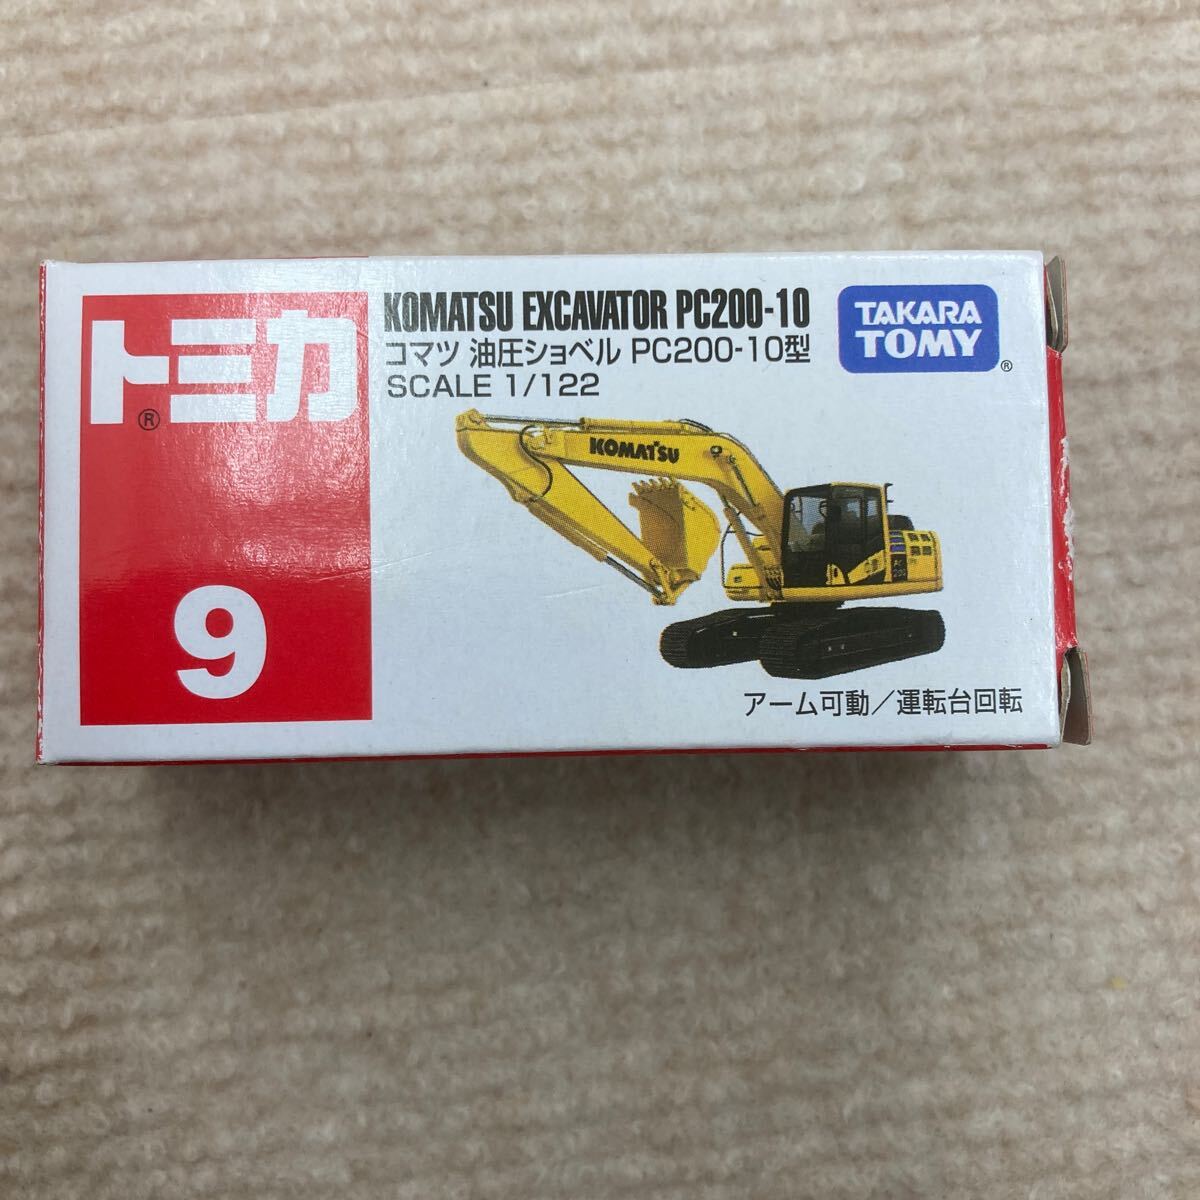 トミカ
®
9
KOMATSU EXCAVATOR PC200-10
コマツ 油圧ショベル PC200-10型
SCALE 1/122
TAKARA
TOMY
®
KOMATSU
アーム可動／運転台回転